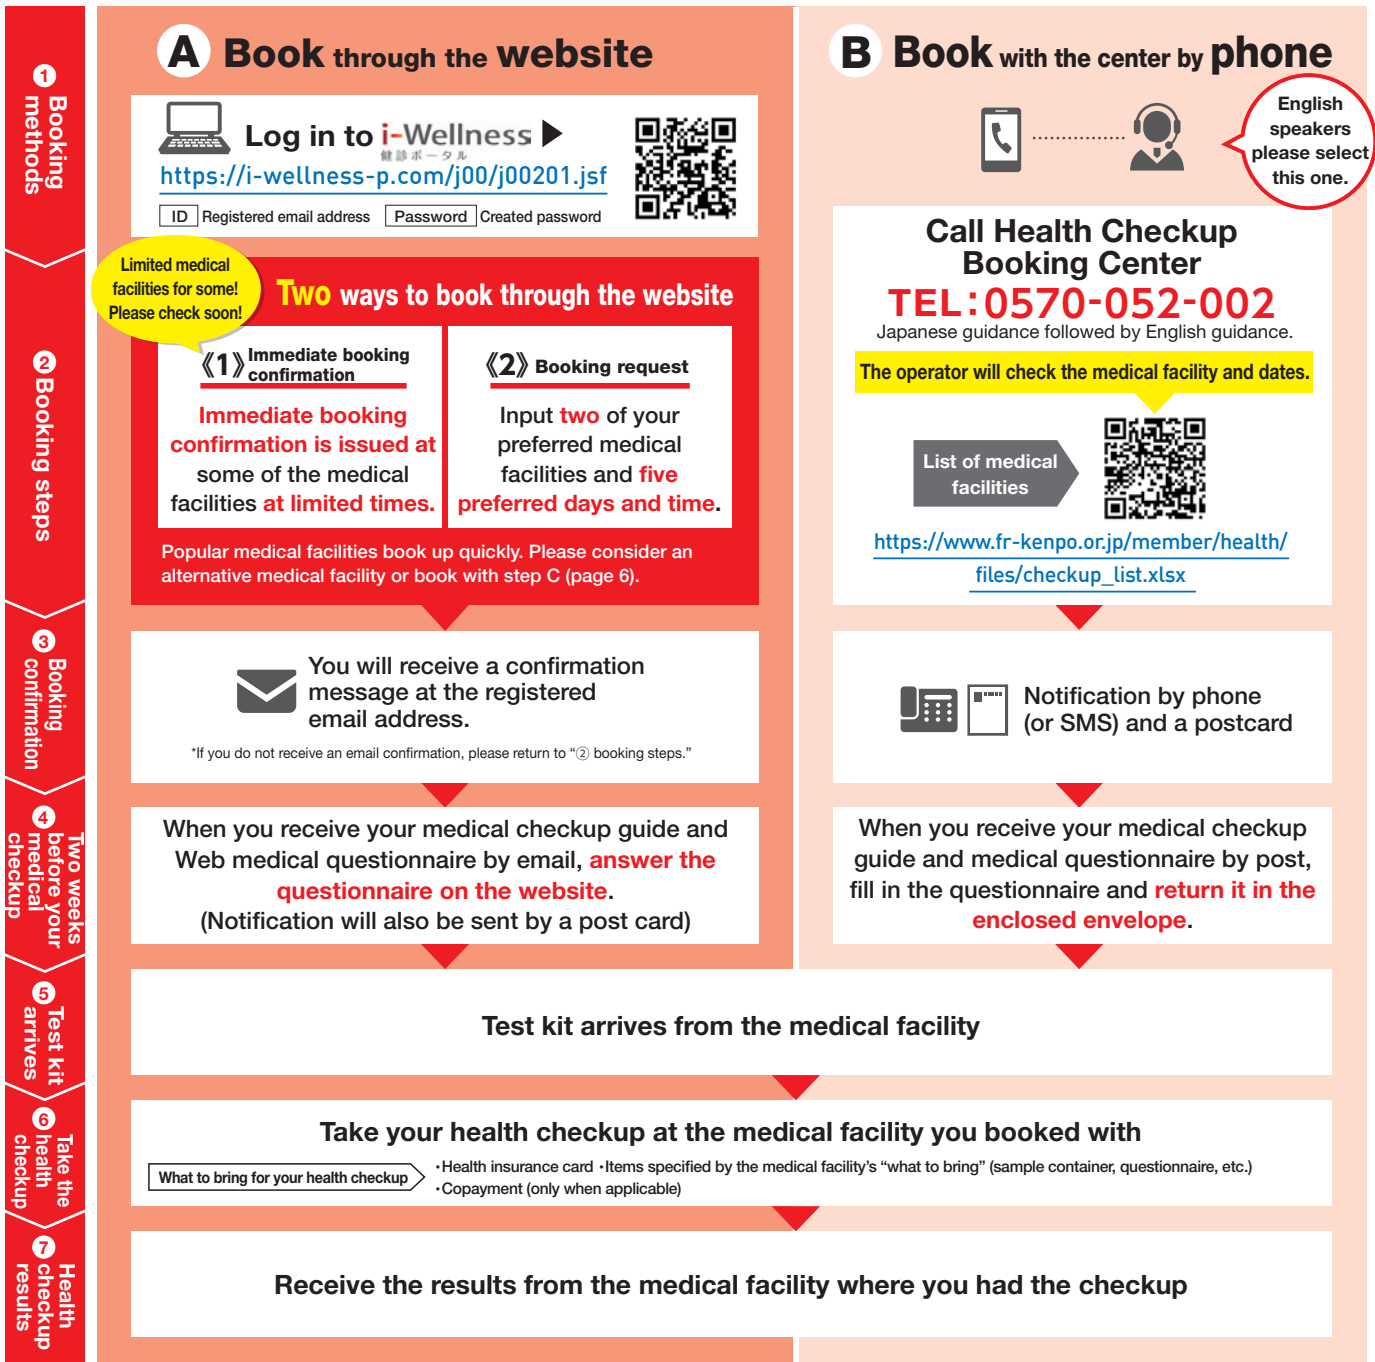 1 Booking
methods
A Book through the website
Log in to i-Wellness
健診ポータル
https://i-wellness-p.com/j00/j00201.jsf
ID Registered email address Password Created password
B Book with the center by phone
English
speakers
please select
this one.
Call Health Checkup
Booking Center
TEL:0570-052-002
Japanese guidance followed by English guidance.
2 Booking steps
Limited medical
facilities for some!
Please check soon!
Two ways to book through the website
《1》 Immediate booking
confirmation
Immediate booking
confirmation is issued at
some of the medical
facilities at limited times.
《2》 Booking request
Input two of your
preferred medical
facilities and five
preferred days and time.
Popular medical facilities book up quickly. Please consider an
alternative medical facility or book with step C (page 6).
The operator will check the medical facility and dates.
List of medical
facilities
https://www.fr-kenpo.or.jp/member/health/
files/checkup_list.xlsx
3 Booking
confirmation
You will receive a confirmation
message at the registered
email address.
*If you do not receive an email confirmation, please return to “② booking steps.”
Notification by phone
(or SMS) and a postcard
4 Two weeks
before your
medical
checkup
When you receive your medical checkup guide and
Web medical questionnaire by email, answer the
questionnaire on the website.
(Notification will also be sent by a post card)
When you receive your medical checkup
guide and medical questionnaire by post,
fill in the questionnaire and return it in the
enclosed envelope.
5 Test kit
arrives
Test kit arrives from the medical facility
6 Take the
health
checkup
Take your health checkup at the medical facility you booked with
What to bring for your health checkup
・Health insurance card ・Items specified by the medical facility’s “what to bring” (sample container, questionnaire, etc.)
・Copayment (only when applicable)
7 Health
checkup
results
Receive the results from the medical facility where you had the checkup